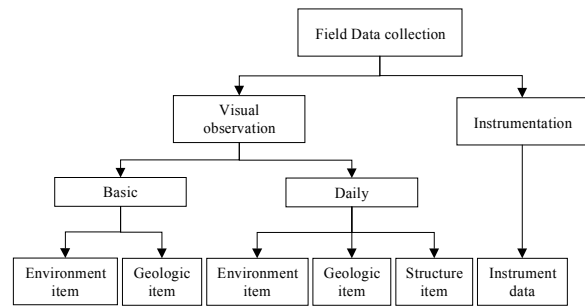 Field Data collection
Visual
observation
Instrumentation
Basic
Daily
Environment
item
Geologic
item
Environment
item
Geologic
item
Structure
item
Instrument
data